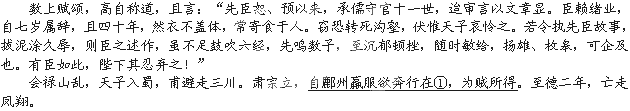 数上赋颂，高自称道，且言：“先臣恕、预以来，承儒守官十一世，迨审言以文章显。臣赖绪业，
自七岁属辞，且四十年，然衣不盖体，常寄食于人。窃恐转死沟壑，伏惟天子哀怜之。若令执先臣故事，
拔泥涂久辱，则臣之述作，虽不足鼓吹六经，先鸣数子，至沉郁顿挫，随时敏给，扬雄、枚皋，可企及
也。有臣如此，陛下其忍弃之！”
会禄山乱，天子入蜀，甫避走三川。肃宗立，自鄜州羸服欲奔行在①，为贼所得。至德二年，亡走
凤翔。